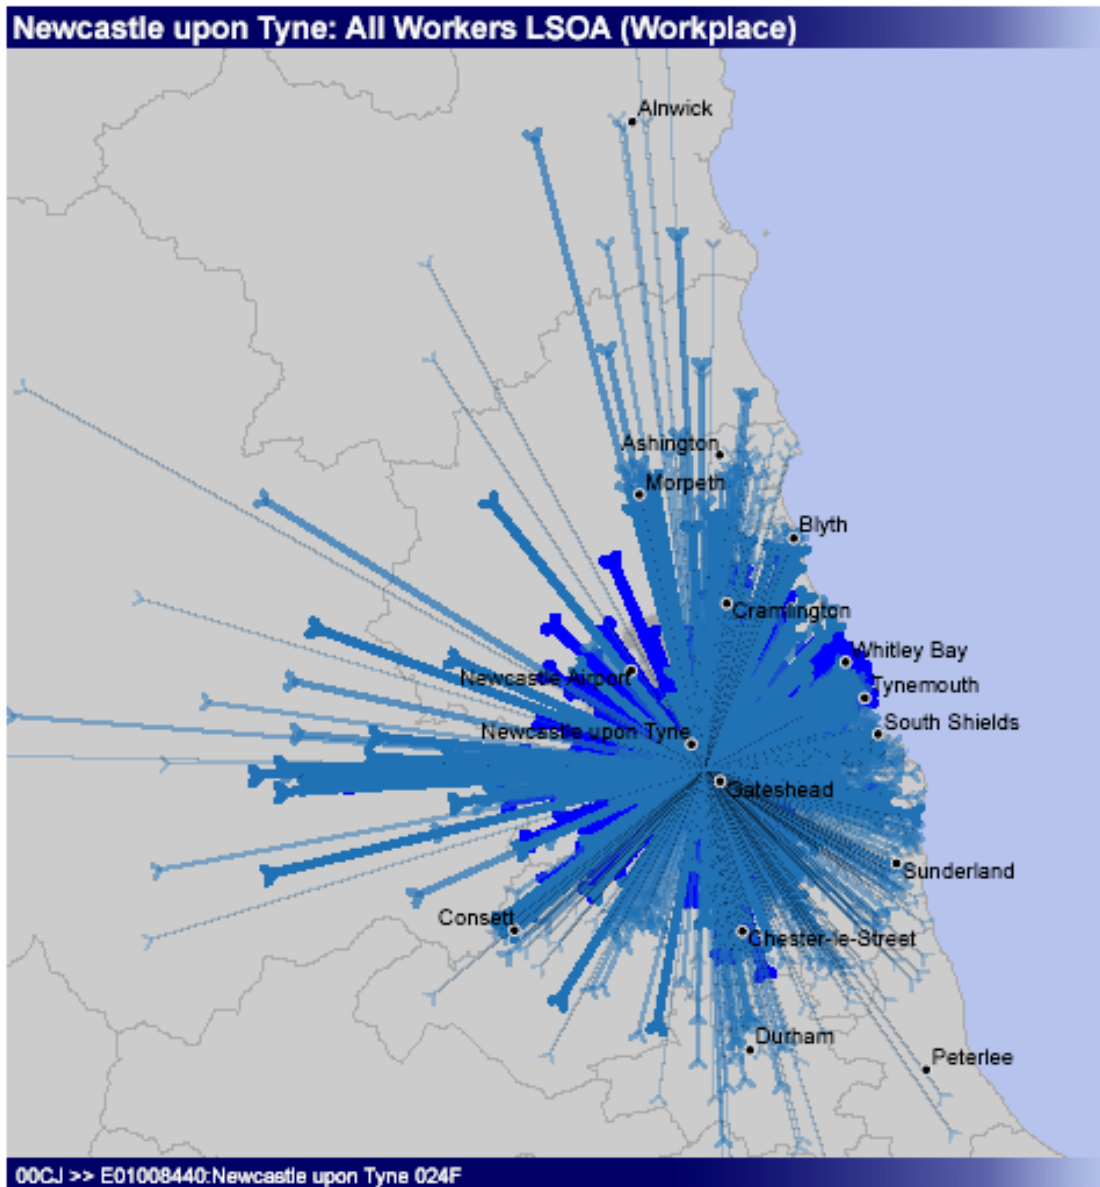 Newcastle upon Tyne: All Workers LSOA (Workplace)
Alnwick
Ashington
Morpeth
Blyth
Cramlington
Whitley Bay
Newcastle Airport
Tynemouth
South Shields
Newcastle upon Tyne
Gateshead
Sunderland
Consett
Chester-le-Street
Durham
Peterlee
00CJ >> E01008440:Newcastle upon Tyne 024F